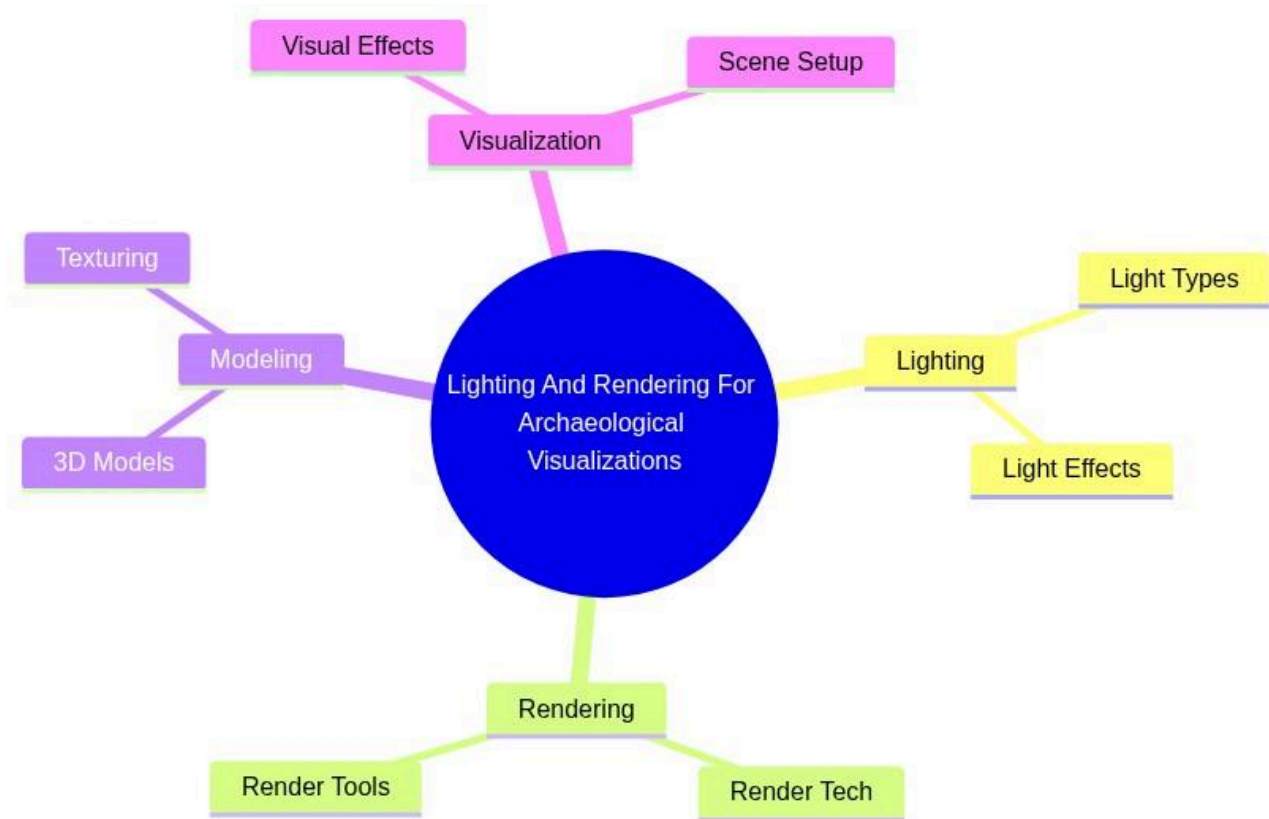 Visual Effects
Scene Setup
Visualization
Texturing
Light Types
Modeling
Lighting
Lighting And Rendering For
Archaeological
Visualizations
3D Models
Light Effects
Rendering
Render Tools
Render Tech